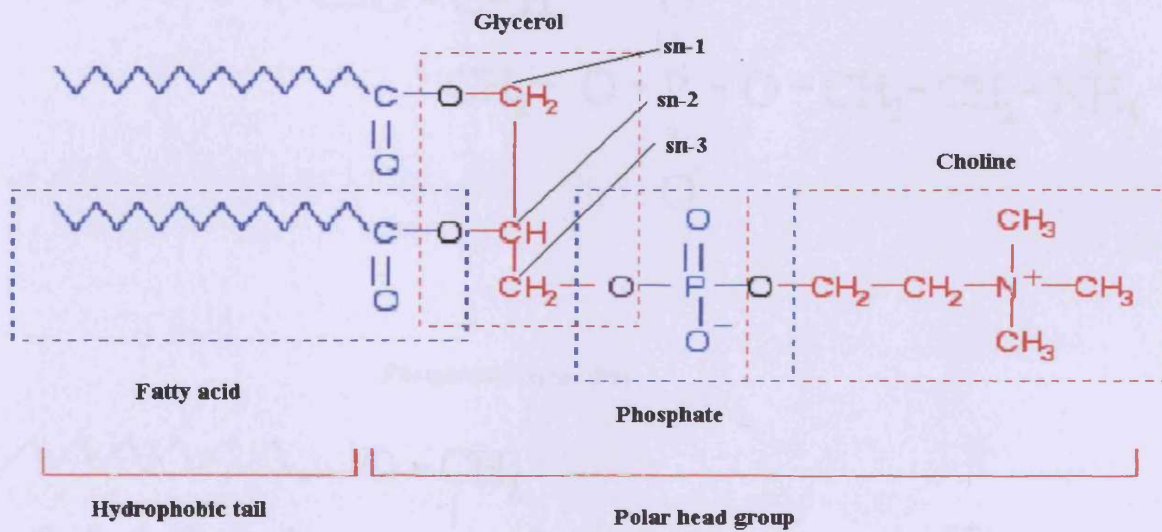 Glycerol
sn-1
C O CH₂
sn-2
O
sn-3
Choline
CH₃
O
C O CH
O CH₂ O P O CH₂ CH₂ N⁺ CH₃
O⁻
CH₃
Fatty acid
Phosphate
Hydrophobic tail
Polar head group